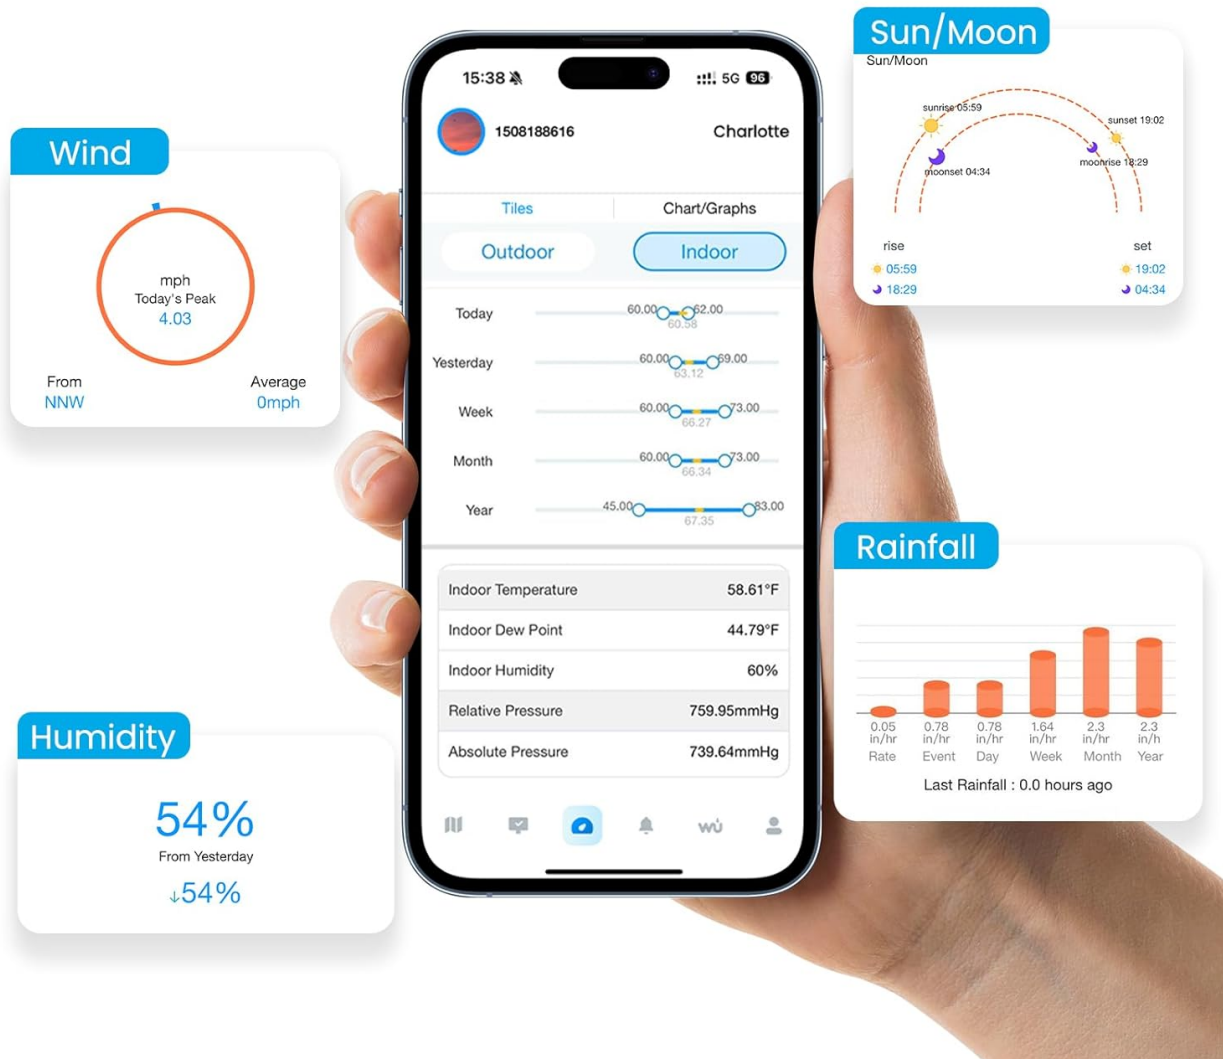 Wind
mph
Today's Peak
4.03
From
NNW
Average
0mph
Humidity
54%
From Yesterday
↓54%
15:38
5G 96
1508188616
Charlotte
Tiles
Chart/Graphs
Outdoor
Indoor
Today 60.00 62.00
60.58
Yesterday 60.00 69.00
63.12
Week 60.00 73.00
66.27
Month 60.00 73.00
66.34
Year 45.00 83.00
67.35
Indoor Temperature 58.61°F
Indoor Dew Point 44.79°F
Indoor Humidity 60%
Relative Pressure 759.95mmHg
Absolute Pressure 739.64mmHg
wu
Sun/Moon
Sun/Moon
sunrise 05:59
sunset 19:02
moonset 04:34
moonrise 18:29
rise
set
05:59
19:02
18:29
04:34
Rainfall
0.05 0.78 0.78 1.64 2.3 2.3
in/hr in/hr in/hr in/hr in/hr in/h
Rate Event Day Week Month Year
Last Rainfall : 0.0 hours ago